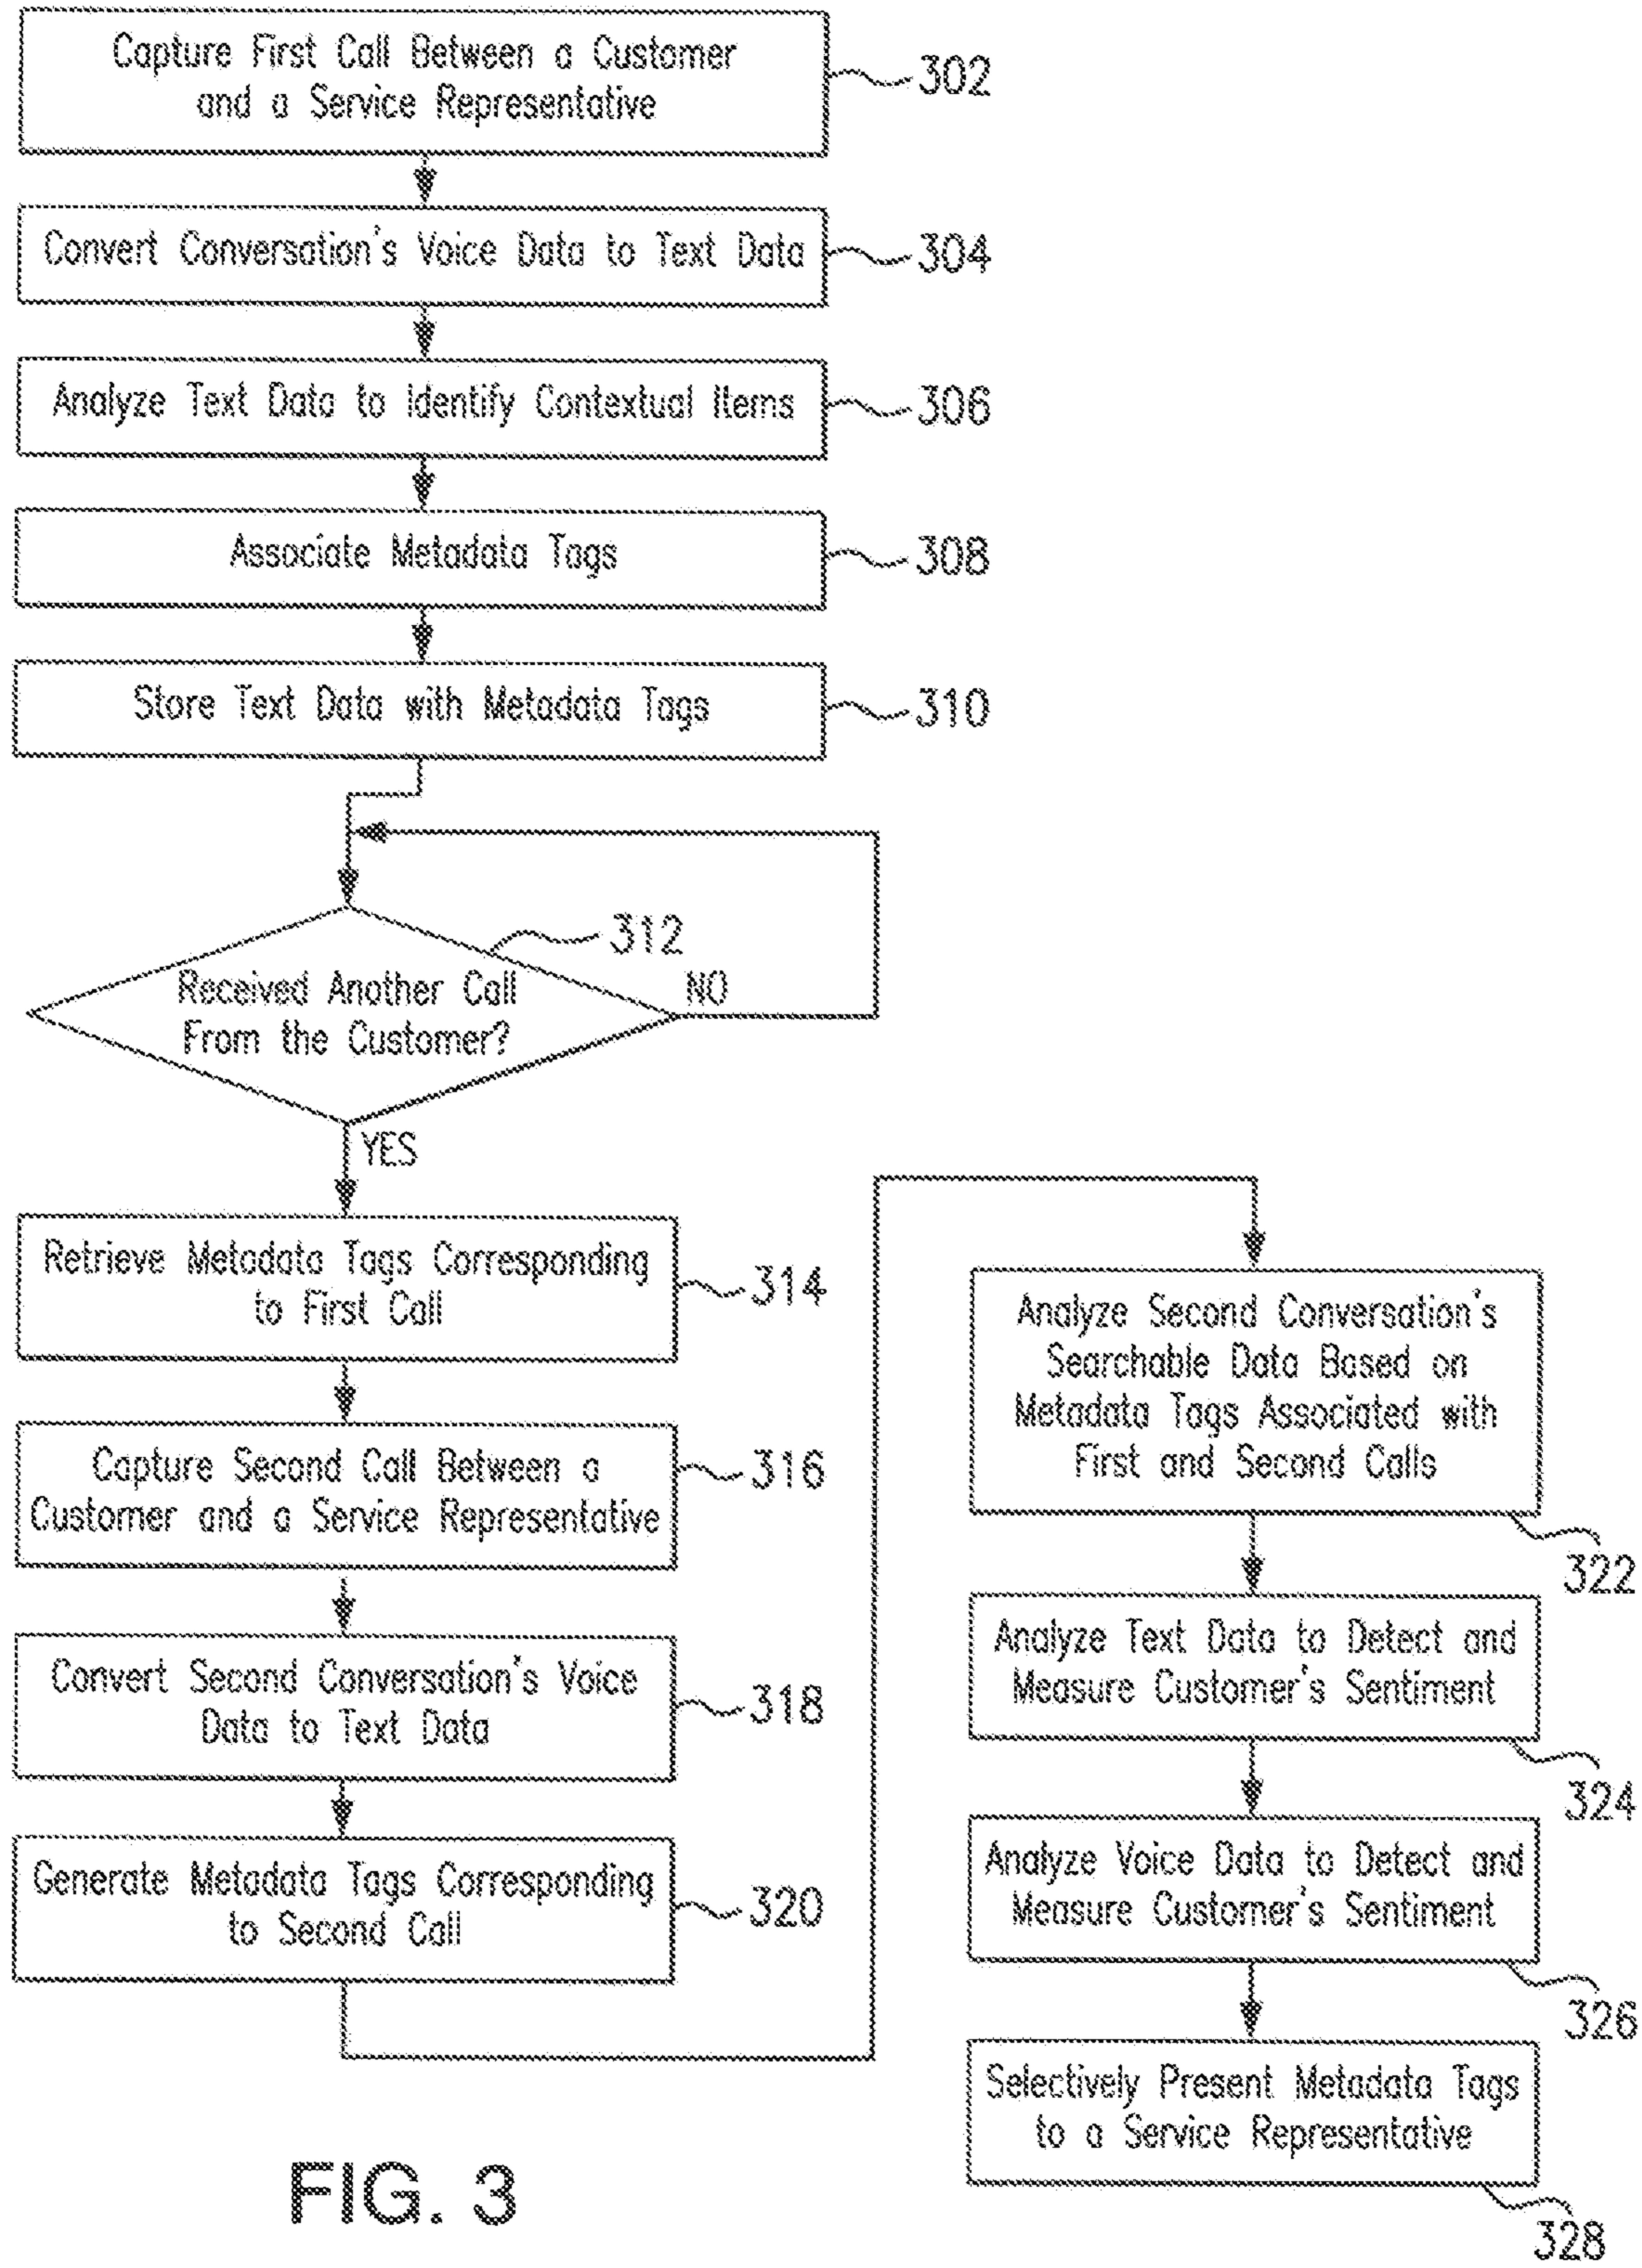 Capture First Call Between a Customer
and a Service Representative
302
Convert Conversation's Voice Data to Text Data
304
Analyze Text Data to Identify Contextual Items
306
Associate Metadata Tags
308
Store Text Data with Metadata Tags
310
312
Received Another Call
From the Customer?
NO
YES
Retrieve Metadata Tags Corresponding
to First Call
314
Capture Second Call Between a
Customer and a Service Representative
316
Convert Second Conversation's Voice
Data to Text Data
318
Generate Metadata Tags Corresponding
to Second Call
320
Analyze Second Conversation's
Searchable Data Based on
Metadata Tags Associated with
First and Second Calls
322
Analyze Text Data to Detect and
Measure Customer's Sentiment
324
Analyze Voice Data to Detect and
Measure Customer's Sentiment
326
Selectively Present Metadata Tags
to a Service Representative
328
FIG. 3